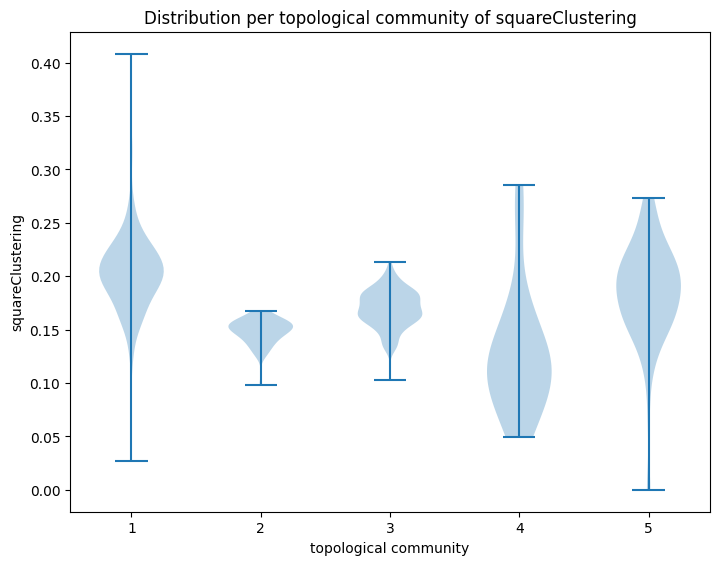 Distribution per topological community of squareClustering
squareClustering
0.40
0.35
0.30
0.25
0.20
0.15
0.10
0.05
0.00
1 2 3 4 5
topological community